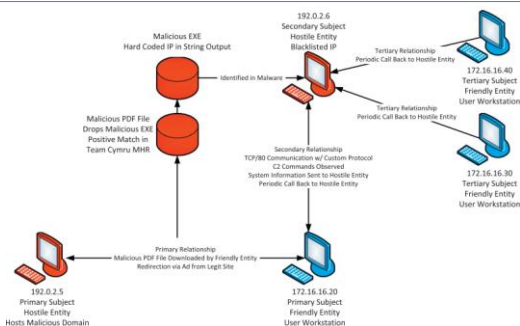 Malicious EXE
Hard Coded IP in String Output
192.0.2.6
Secondary Subject
Hostile Entity
Blacklisted IP
Identified in Malware
Tertiary Relationship
Periodic Call Back to Hostile Entity
172.16.16.40
Tertiary Subject
Friendly Entity
User Workstation
Malicious PDF File
Drops Malicious EXE
Positive Match in
Team Cymru MHR
Tertiary Relationship
Periodic Call Back to Hostile Entity
Secondary Relationship
TCP/80 Communication w/ Custom Protocol
C2 Commands Observed
System Information Sent to Hostile Entity
Periodic Call Back to Hostile Entity
172.16.16.30
Tertiary Subject
Friendly Entity
User Workstation
Primary Relationship
Malicious PDF File Downloaded by Friendly Entity
Redirection via Ad from Legit Site
192.0.2.5
Primary Subject
Hostile Entity
Hosts Malicious Domain
172.16.16.20
Primary Subject
Friendly Entity
User Workstation